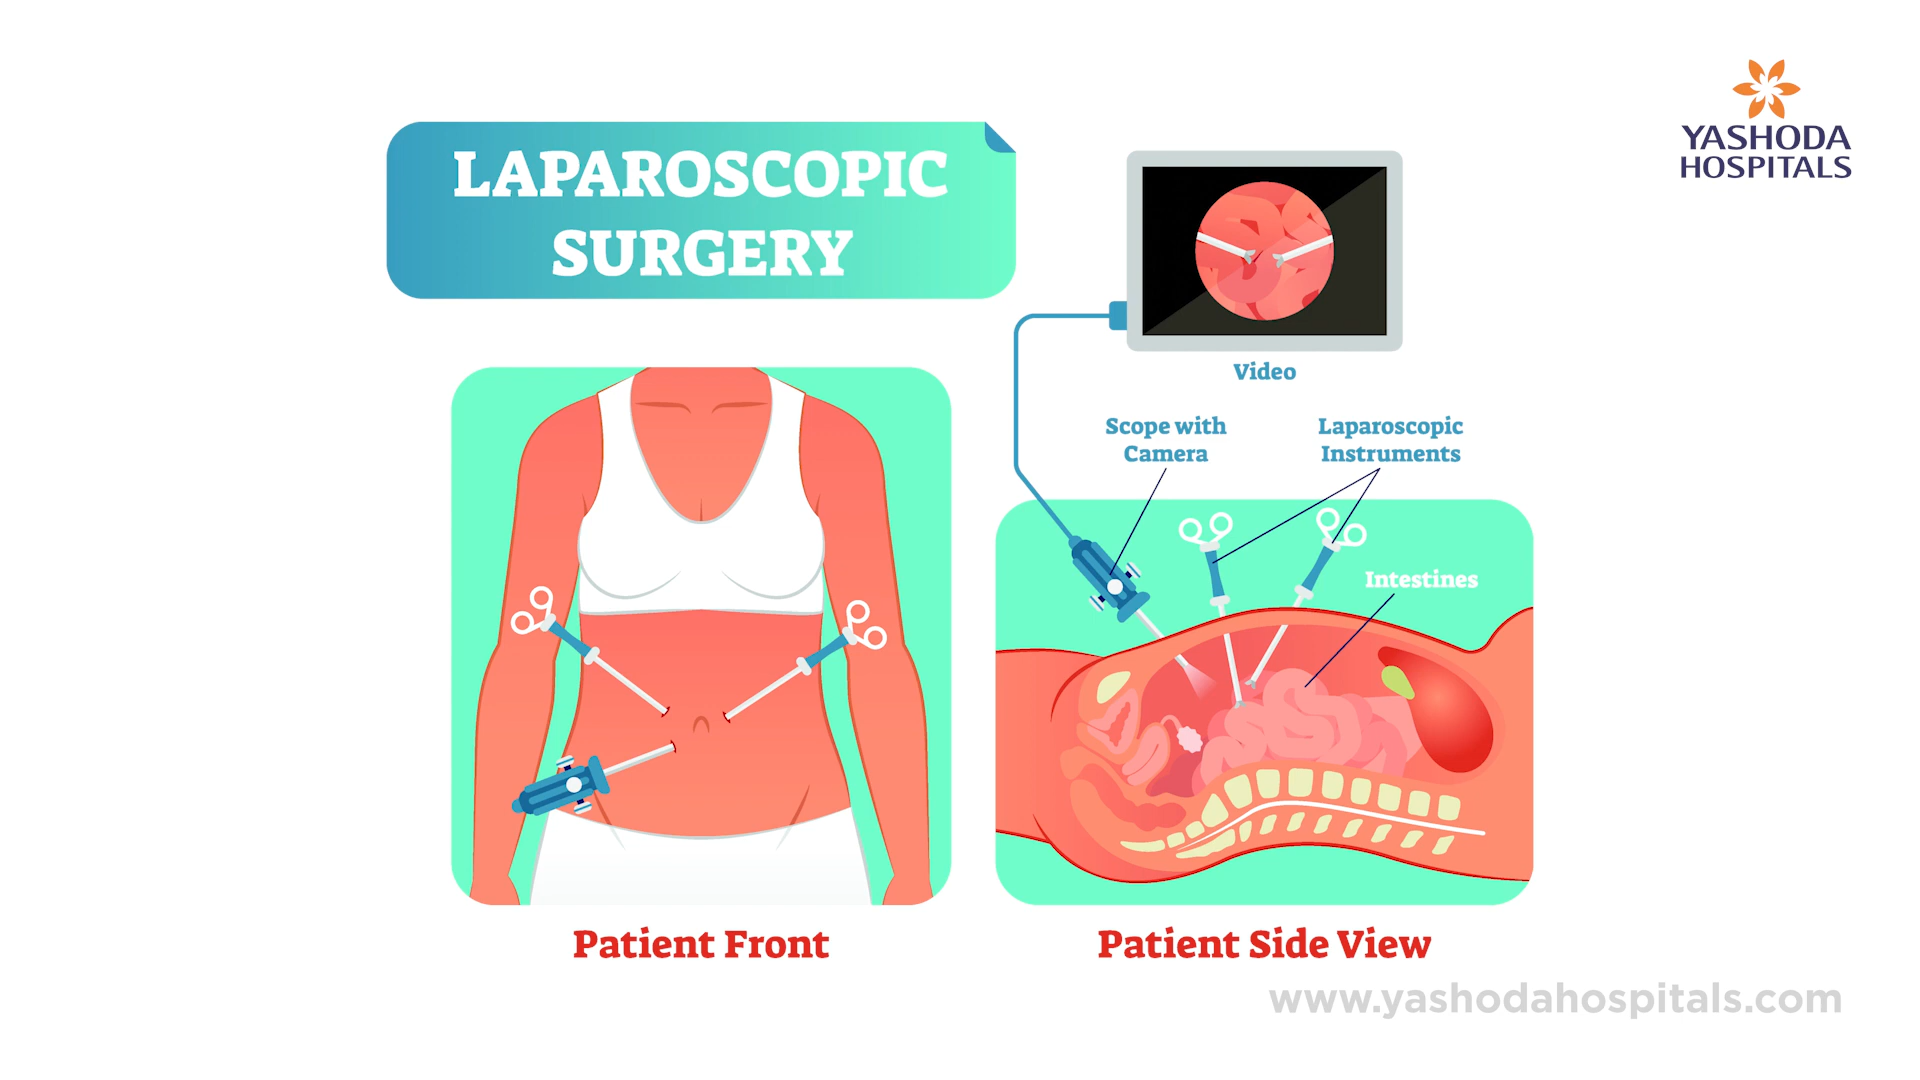 LAPAROSCOPIC
SURGERY
YASHODA
HOSPITALS
Video
Scope with
Camera
Laparoscopic
Instruments
Intestines
Patient Front
Patient Side View
www.yashodahospitals.com